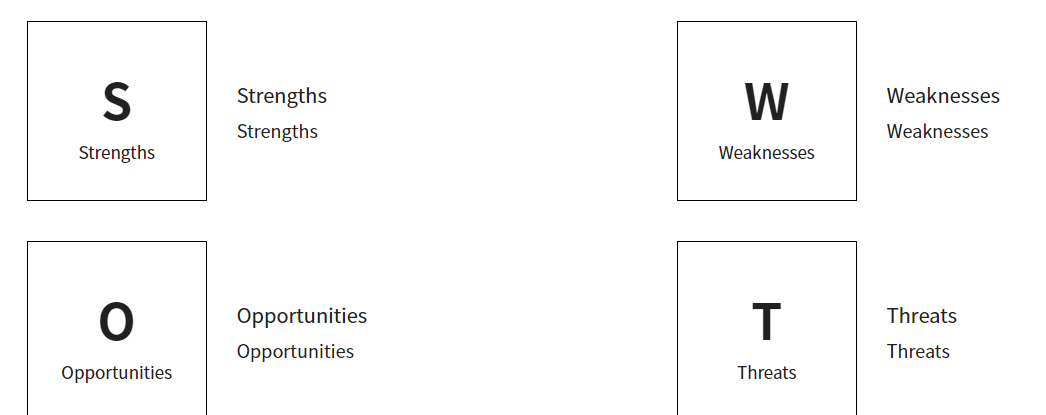 S
Strengths
Strengths
Strengths
W
Weaknesses
Weaknesses
Weaknesses
O
Opportunities
Opportunities
Opportunities
T
Threats
Threats
Threats